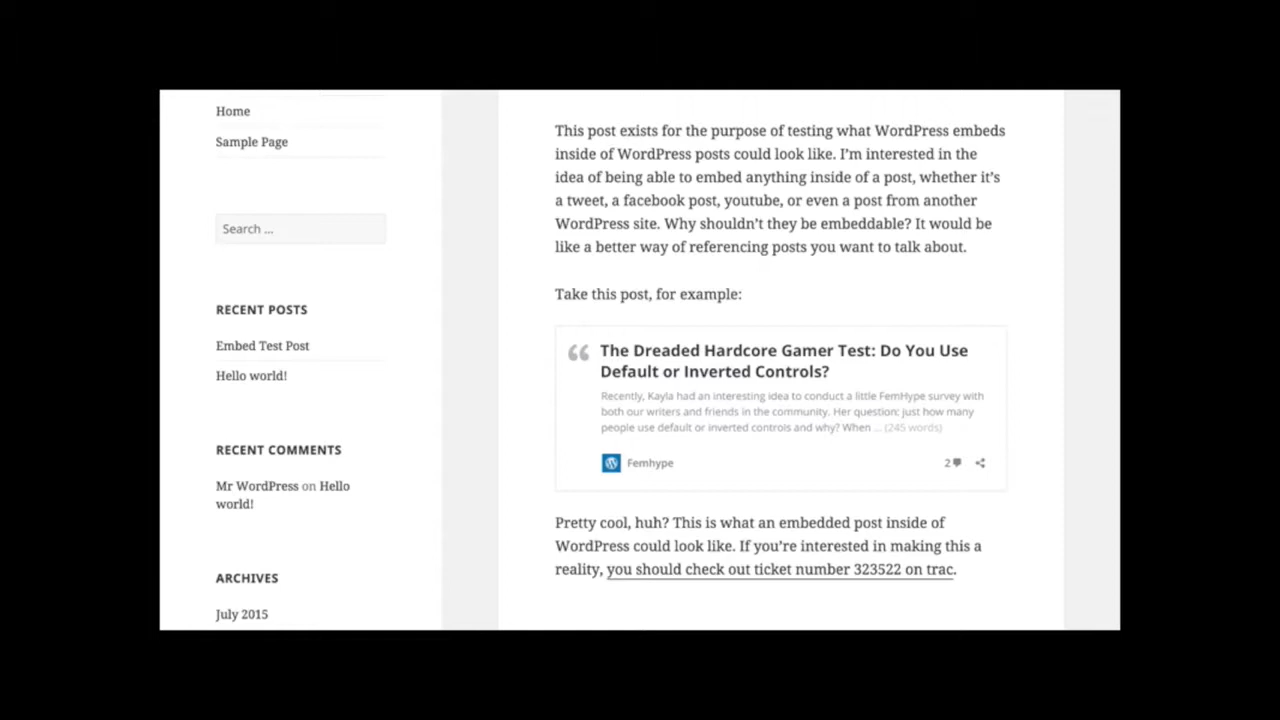 Home
Sample Page
Search ...
RECENT POSTS
Embed Test Post
Hello world!
RECENT COMMENTS
Mr WordPress on Hello
world!
ARCHIVES
July 2015
This post exists for the purpose of testing what WordPress embeds
inside of WordPress posts could look like. I’m interested in the
idea of being able to embed anything inside of a post, whether it’s
a tweet, a facebook post, youtube, or even a post from another
WordPress site. Why shouldn’t they be embeddable? It would be
like a better way of referencing posts you want to talk about.
Take this post, for example:
The Dreaded Hardcore Gamer Test: Do You Use
Default or Inverted Controls?
Recently, Kayla had an interesting idea to conduct a little FemHype survey with
both our writers and friends in the community. Her question: just how many
people use default or inverted controls and why? When ... (245 words)
Femhype
2
Pretty cool, huh? This is what an embedded post inside of
WordPress could look like. If you’re interested in making this a
reality, you should check out ticket number 323522 on trac.